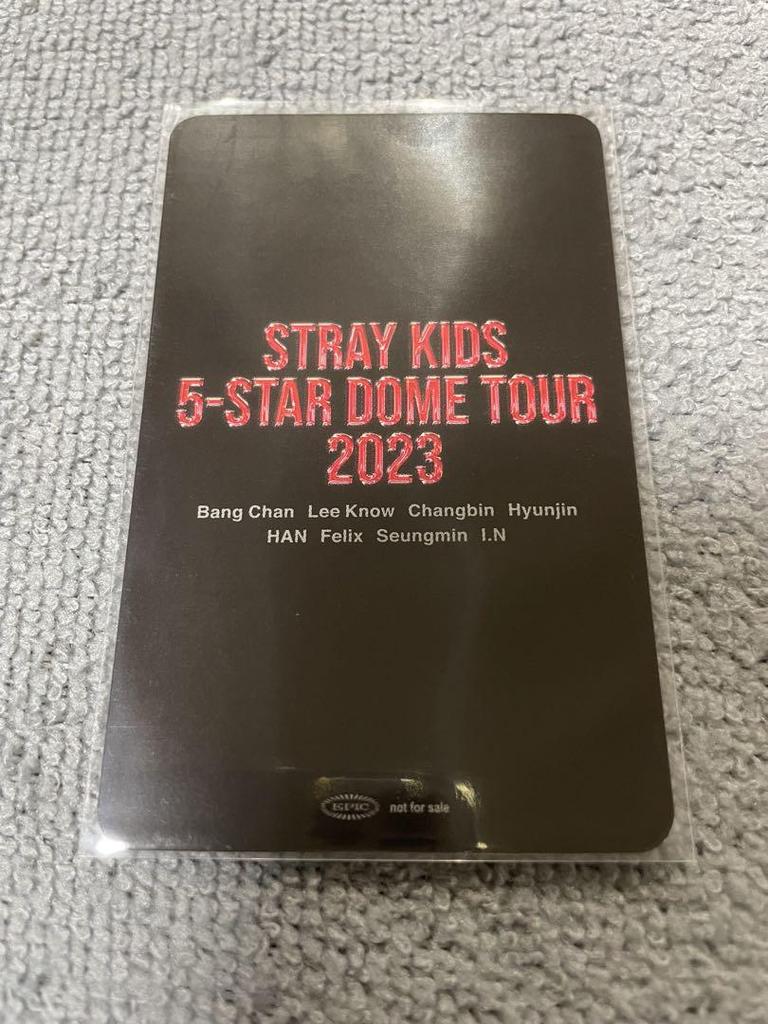 STRAY KIDS
5-STAR DOME TOUR
2023
Bang Chan Lee Know Changbin Hyunjin
HAN Felix Seungmin I.N
EPIC not for sale